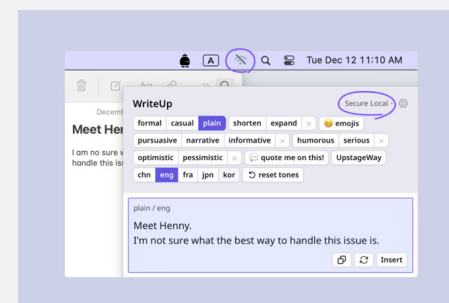 A
Tue Dec 12 11:10 AM
Decem
WriteUp
Secure Local
Meet Her
formal casual plain shorten expand × emojis
pursuasive narrative informative × humorous serious ×
I am no sure w
handle this is
optimistic pessimistic × quote me on this! UpstageWay
chn eng fra jpn kor reset tones
plain / eng
Meet Henny.
I'm not sure what the best way to handle this issue is.
Insert